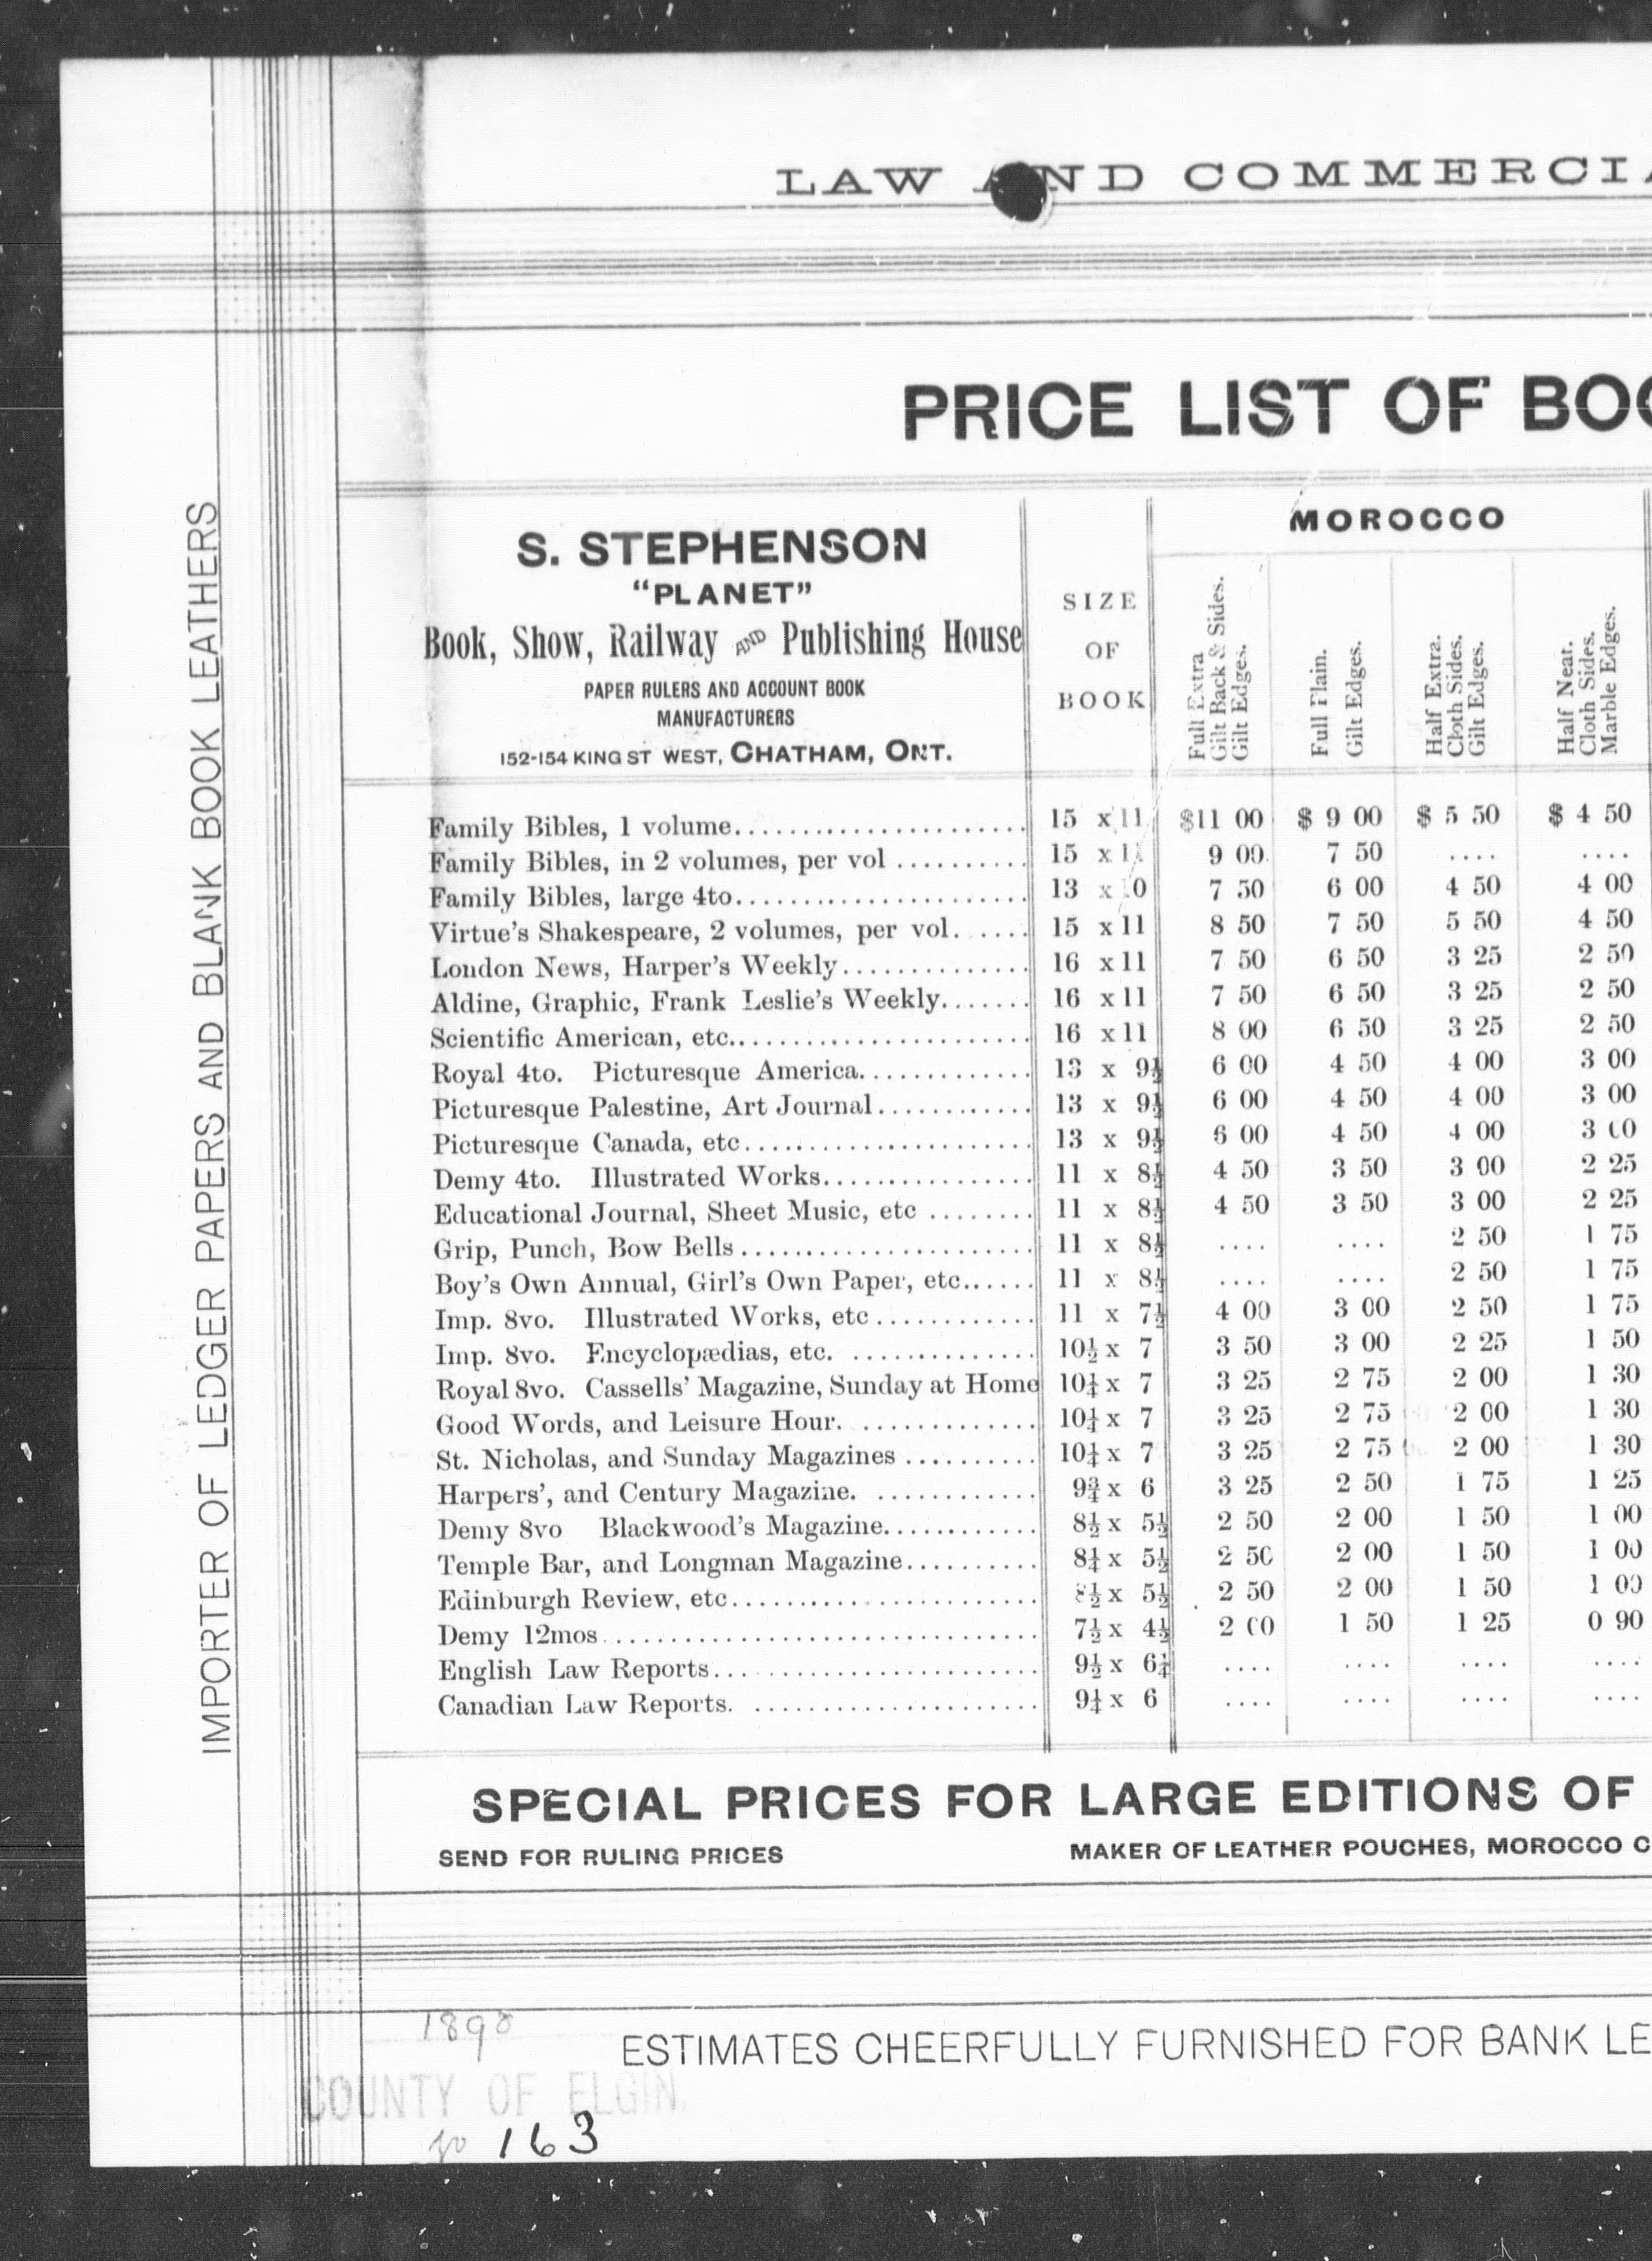 LAW AND COMMERCIA
PRICE LIST OF BOO
IMPORTER OF LEDGER PAPERS AND BLANK BOOK LEATHERS
S. STEPHENSON
"PLANET"
Book, Show, Railway AND Publishing House
PAPER RULERS AND ACCOUNT BOOK
MANUFACTURERS
152-154 KING ST WEST, CHATHAM, ONT.
SIZE
OF
BOOK
MOROCCO
Full Extra
Gilt Back & Sides.
Gilt Edges.
Full Plain.
Gilt Edges.
Half Extra.
Cloth Sides.
Gilt Edges.
Half Neat.
Cloth Sides.
Marble Edges.
Family Bibles, 1 volume...................... 15 x 11 $11 00 $ 9 00 $ 5 50 $ 4 50
Family Bibles, in 2 volumes, per vol .......... 15 x 11 9 00 7 50 .... ....
Family Bibles, large 4to...................... 13 x 10 7 50 6 00 4 50 4 00
Virtue's Shakespeare, 2 volumes, per vol. ..... 15 x 11 8 50 7 50 5 50 4 50
London News, Harper's Weekly.............. 16 x 11 7 50 6 50 3 25 2 50
Aldine, Graphic, Frank Leslie's Weekly....... 16 x 11 7 50 6 50 3 25 2 50
Scientific American, etc....................... 16 x 11 8 00 6 50 3 25 2 50
Royal 4to. Picturesque America............. 13 x 9½ 6 00 4 50 4 00 3 00
Picturesque Palestine, Art Journal............ 13 x 9½ 6 00 4 50 4 00 3 00
Picturesque Canada, etc...................... 13 x 9½ 6 00 4 50 4 00 3 00
Demy 4to. Illustrated Works................ 11 x 8½ 4 50 3 50 3 00 2 25
Educational Journal, Sheet Music, etc ........ 11 x 8½ 4 50 3 50 3 00 2 25
Grip, Punch, Bow Bells...................... 11 x 8½ .... .... 2 50 1 75
Boy's Own Annual, Girl's Own Paper, etc...... 11 x 8½ .... .... 2 50 1 75
Imp. 8vo. Illustrated Works, etc ............ 11 x 7½ 4 00 3 00 2 50 1 75
Imp. 8vo. Encyclopædias, etc. .............. 10½ x 7 3 50 3 00 2 25 1 50
Royal 8vo. Cassells' Magazine, Sunday at Home 10¼ x 7 3 25 2 75 2 00 1 30
Good Words, and Leisure Hour. ............. 10¼ x 7 3 25 2 75 2 00 1 30
St. Nicholas, and Sunday Magazines .......... 10¼ x 7 3 25 2 75 2 00 1 30
Harpers', and Century Magazine. ............ 9¾ x 6 3 25 2 50 1 75 1 25
Demy 8vo Blackwood's Magazine............ 8½ x 5½ 2 50 2 00 1 50 1 00
Temple Bar, and Longman Magazine.......... 8¼ x 5½ 2 50 2 00 1 50 1 00
Edinburgh Review, etc....................... 8½ x 5½ 2 50 2 00 1 50 1 00
Demy 12mos................................. 7½ x 4½ 2 00 1 50 1 25 0 90
English Law Reports......................... 9½ x 6¼ .... .... .... ....
Canadian Law Reports. ...................... 9¼ x 6 .... .... .... ....
SPECIAL PRICES FOR LARGE EDITIONS OF
SEND FOR RULING PRICES MAKER OF LEATHER POUCHES, MOROCCO C
1898
ESTIMATES CHEERFULLY FURNISHED FOR BANK LE
COUNTY OF ELGIN
163